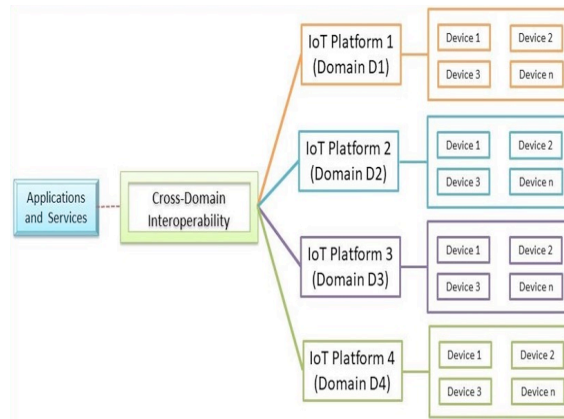 Applications
and Services
Cross-Domain
Interoperability
IoT Platform 1
(Domain D1)
Device 1
Device 2
Device 3
Device n
IoT Platform 2
(Domain D2)
Device 1
Device 2
Device 3
Device n
IoT Platform 3
(Domain D3)
Device 1
Device 2
Device 3
Device n
IoT Platform 4
(Domain D4)
Device 1
Device 2
Device 3
Device n